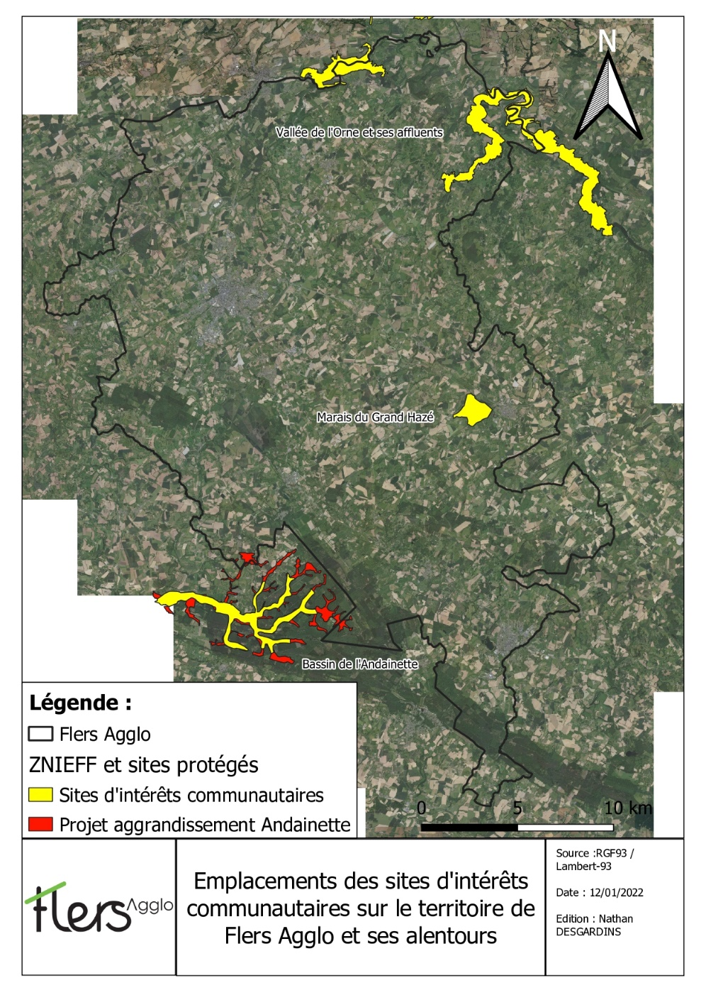 N
Vallée de l'Orne et ses affluents
Marais du Grand Hazé
Bassin de l'Andainette
Légende :
Flers Agglo
ZNIEFF et sites protégés
Sites d'intérêts communautaires
Projet aggrandissement Andainette
0 5 10 km
flers Agglo
Emplacements des sites d'intérêts
communautaires sur le territoire de
Flers Agglo et ses alentours
Source :RGF93 /
Lambert-93
Date : 12/01/2022
Edition : Nathan
DESGARDINS